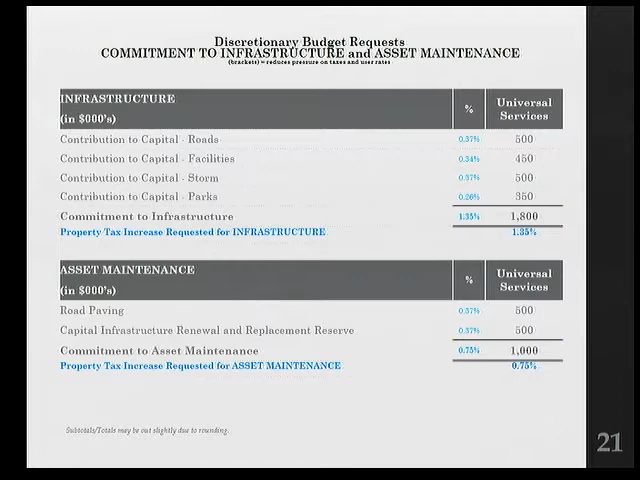 Discretionary Budget Requests
COMMITMENT TO INFRASTRUCTURE and ASSET MAINTENANCE
(brackets) = reduces pressure on taxes and user rates
INFRASTRUCTURE
(in $000's) % Universal Services
Contribution to Capital - Roads 0.37% 500
Contribution to Capital - Facilities 0.34% 450
Contribution to Capital - Storm 0.37% 500
Contribution to Capital - Parks 0.26% 350
Commitment to Infrastructure 1.35% 1,800
Property Tax Increase Requested for INFRASTRUCTURE 1.35%
ASSET MAINTENANCE
(in $000's) % Universal Services
Road Paving 0.37% 500
Capital Infrastructure Renewal and Replacement Reserve 0.37% 500
Commitment to Asset Maintenance 0.75% 1,000
Property Tax Increase Requested for ASSET MAINTENANCE 0.75%
Subtotals/Totals may be out slightly due to rounding.
21